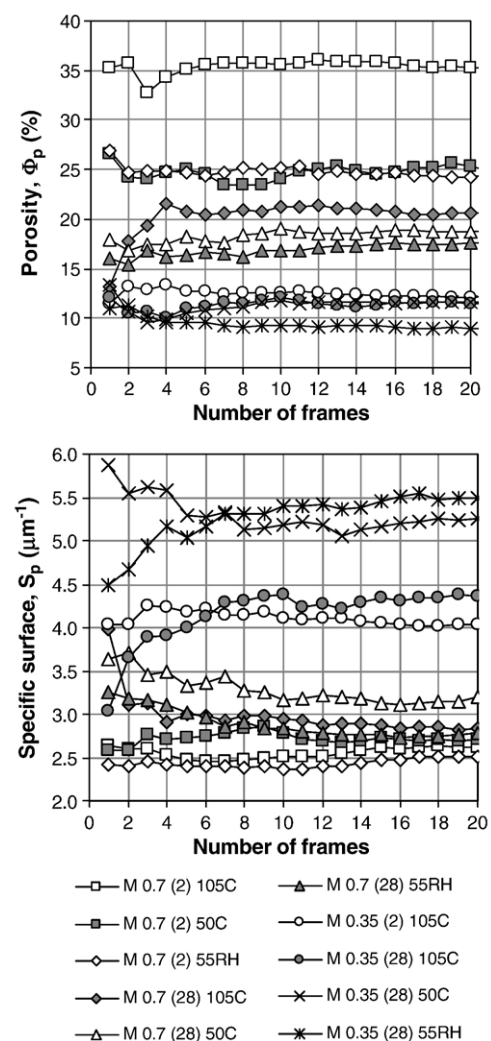 40
35
30
25
20
15
10
5
Porosity, Φp (%)
0 2 4 6 8 10 12 14 16 18 20
Number of frames
6.0
5.5
5.0
4.5
4.0
3.5
3.0
2.5
2.0
Specific surface, Sp (μm-1)
0 2 4 6 8 10 12 14 16 18 20
Number of frames
M 0.7 (2) 105C M 0.7 (28) 55RH
M 0.7 (2) 50C M 0.35 (2) 105C
M 0.7 (2) 55RH M 0.35 (28) 105C
M 0.7 (28) 105C M 0.35 (28) 50C
M 0.7 (28) 50C M 0.35 (28) 55RH